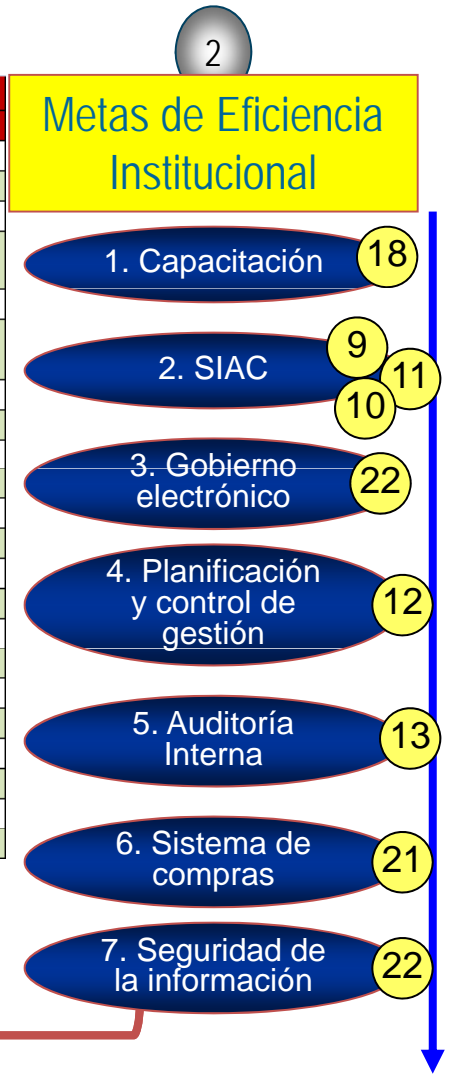 2
Metas de Eficiencia
Institucional
1. Capacitación
18
2. SIAC
9
11
10
3. Gobierno
electrónico
22
4. Planificación
y control de
gestión
12
5. Auditoría
Interna
13
6. Sistema de
compras
21
7. Seguridad de
la información
22